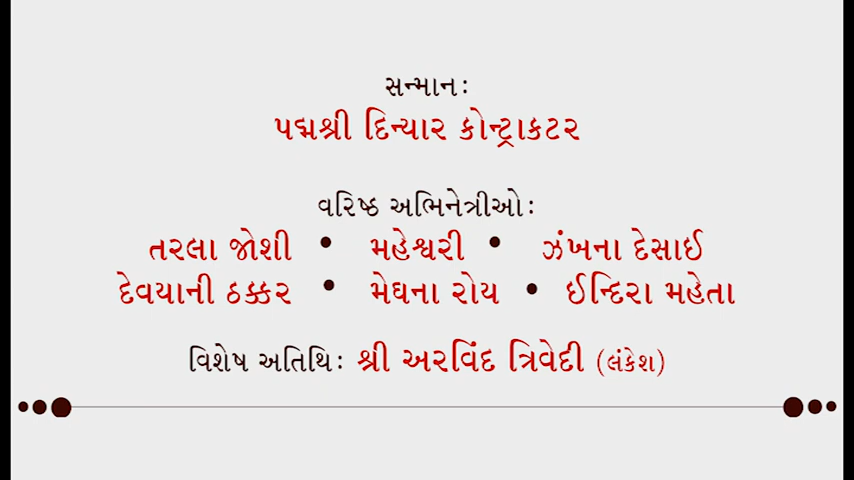 સન્માન:
પદ્મશ્રી દિન્યાર કોન્ટ્રાકટર
વરિષ્ઠ અભિનેત્રીઓ:
તરલા જોશી • મહેશ્વરી • ઝંખના દેસાઈ
દેવયાની ઠક્કર • મેઘના રોય • ઈન્દિરા મહેતા
વિશેષ અતિથિ: શ્રી અરવિંદ ત્રિવેદી (લંકેશ)